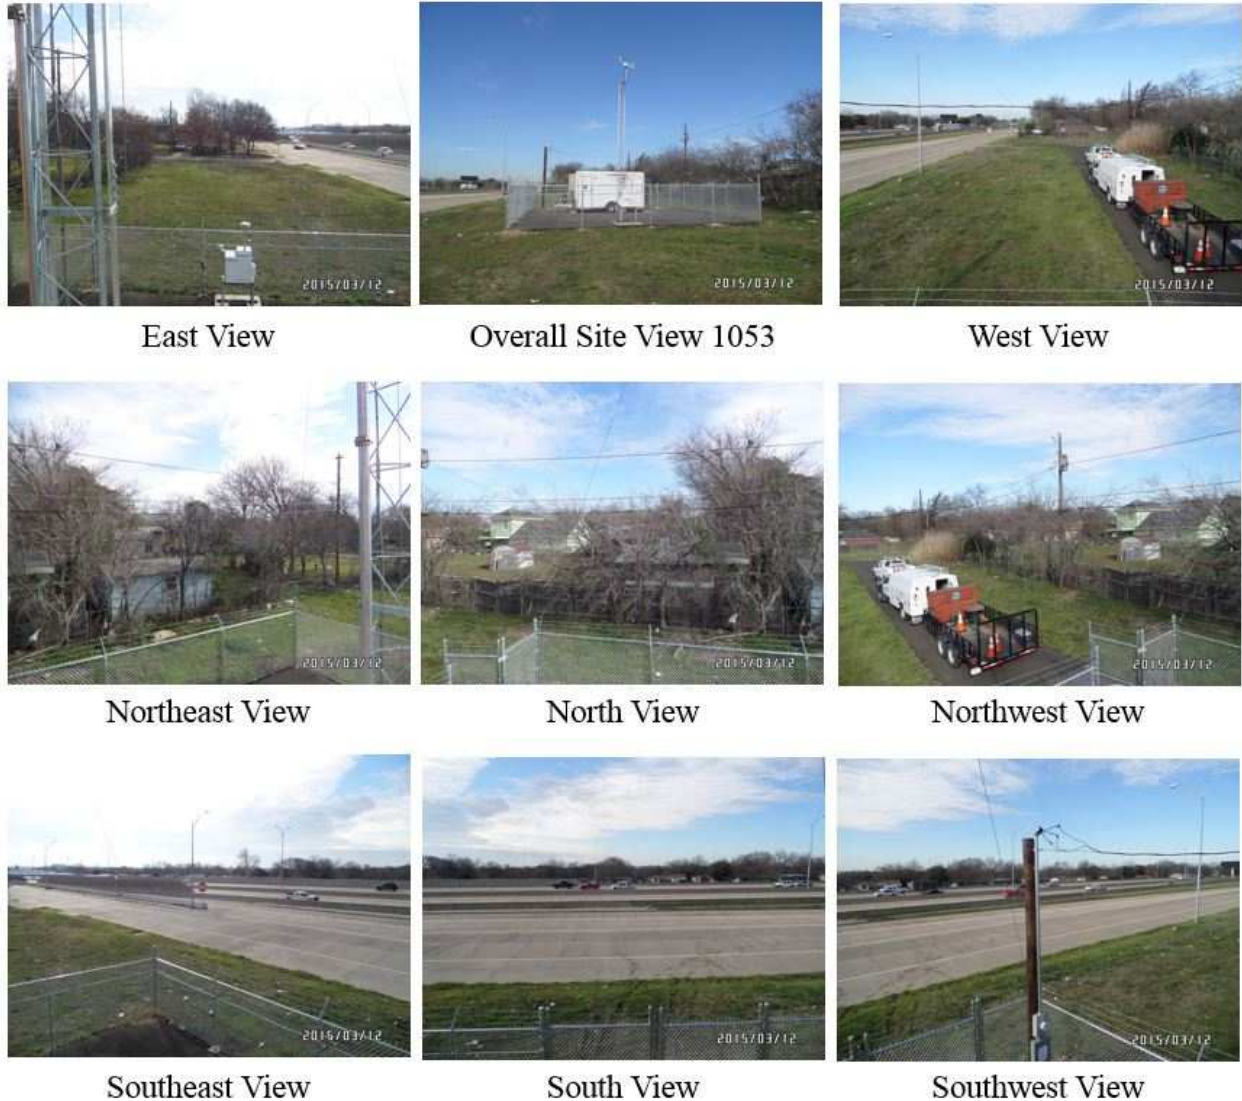 2015/03/12
2015/03/12
2015/03/12
East View
Overall Site View 1053
West View
2015/03/12
2015/03/12
2015/03/12
Northeast View
North View
Northwest View
2015/03/12
2015/03/12
2015/03/12
Southeast View
South View
Southwest View